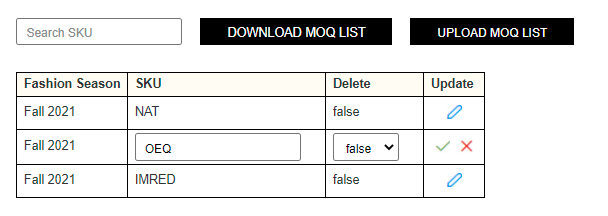 Search SKU DOWNLOAD MOQ LIST UPLOAD MOQ LIST
Fashion Season SKU Delete Update
Fall 2021 NAT false
Fall 2021 OEQ false
Fall 2021 IMRED false